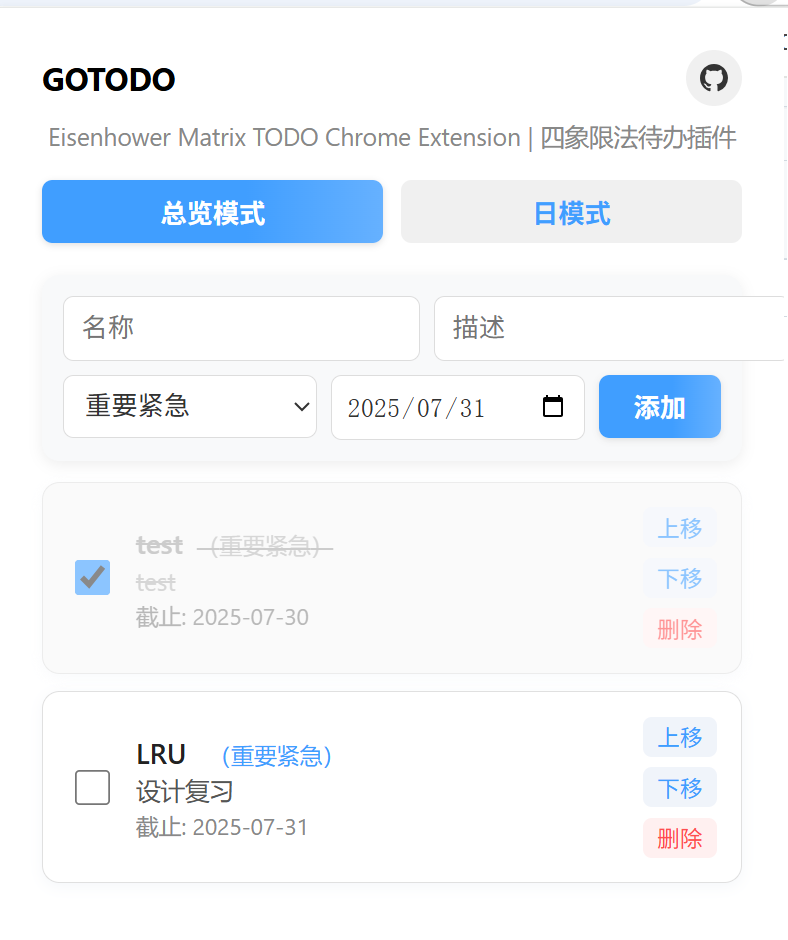 GOTODO
Eisenhower Matrix TODO Chrome Extension | 四象限法待办插件
总览模式 日模式
名称 描述
重要紧急 2025/07/31 添加
test （重要紧急）
test
截止: 2025-07-30
上移
下移
删除
LRU （重要紧急）
设计复习
截止: 2025-07-31
上移
下移
删除